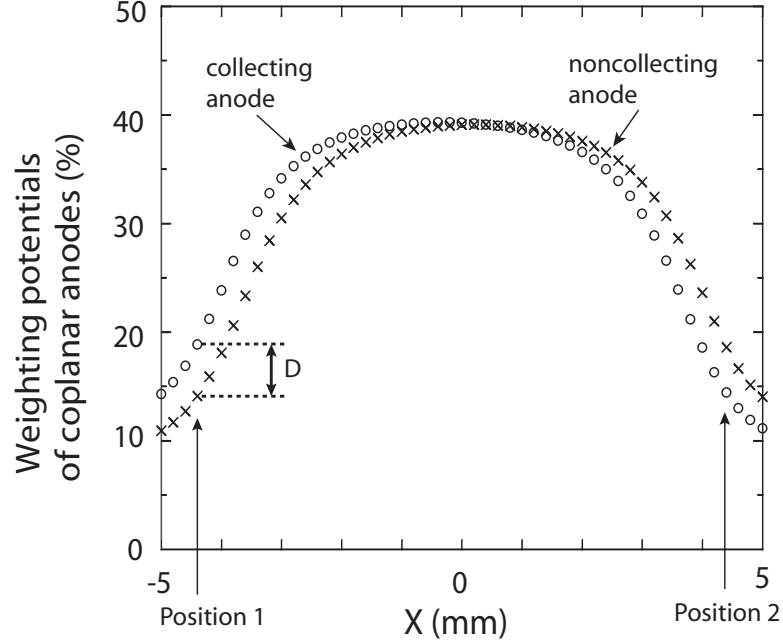 Weighting potentials
of coplanar anodes (%)
50
40
30
20
10
0
collecting
anode
noncollecting
anode
D
-5
0
5
Position 1
X (mm)
Position 2